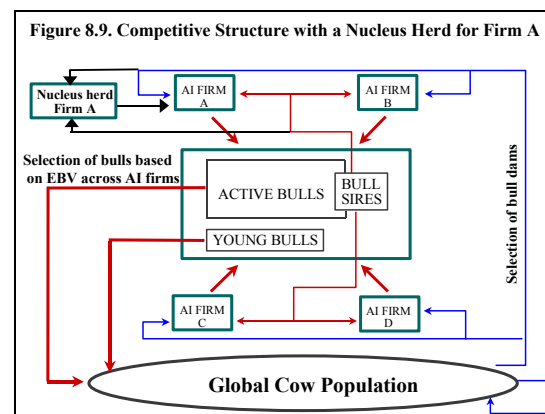 Figure 8.9. Competitive Structure with a Nucleus Herd for Firm A
Nucleus herd
Firm A
AI FIRM
A
AI FIRM
B
Selection of bulls based
on EBV across AI firms
ACTIVE BULLS
BULL
SIRES
YOUNG BULLS
Selection of bull dams
AI FIRM
C
AI FIRM
D
Global Cow Population